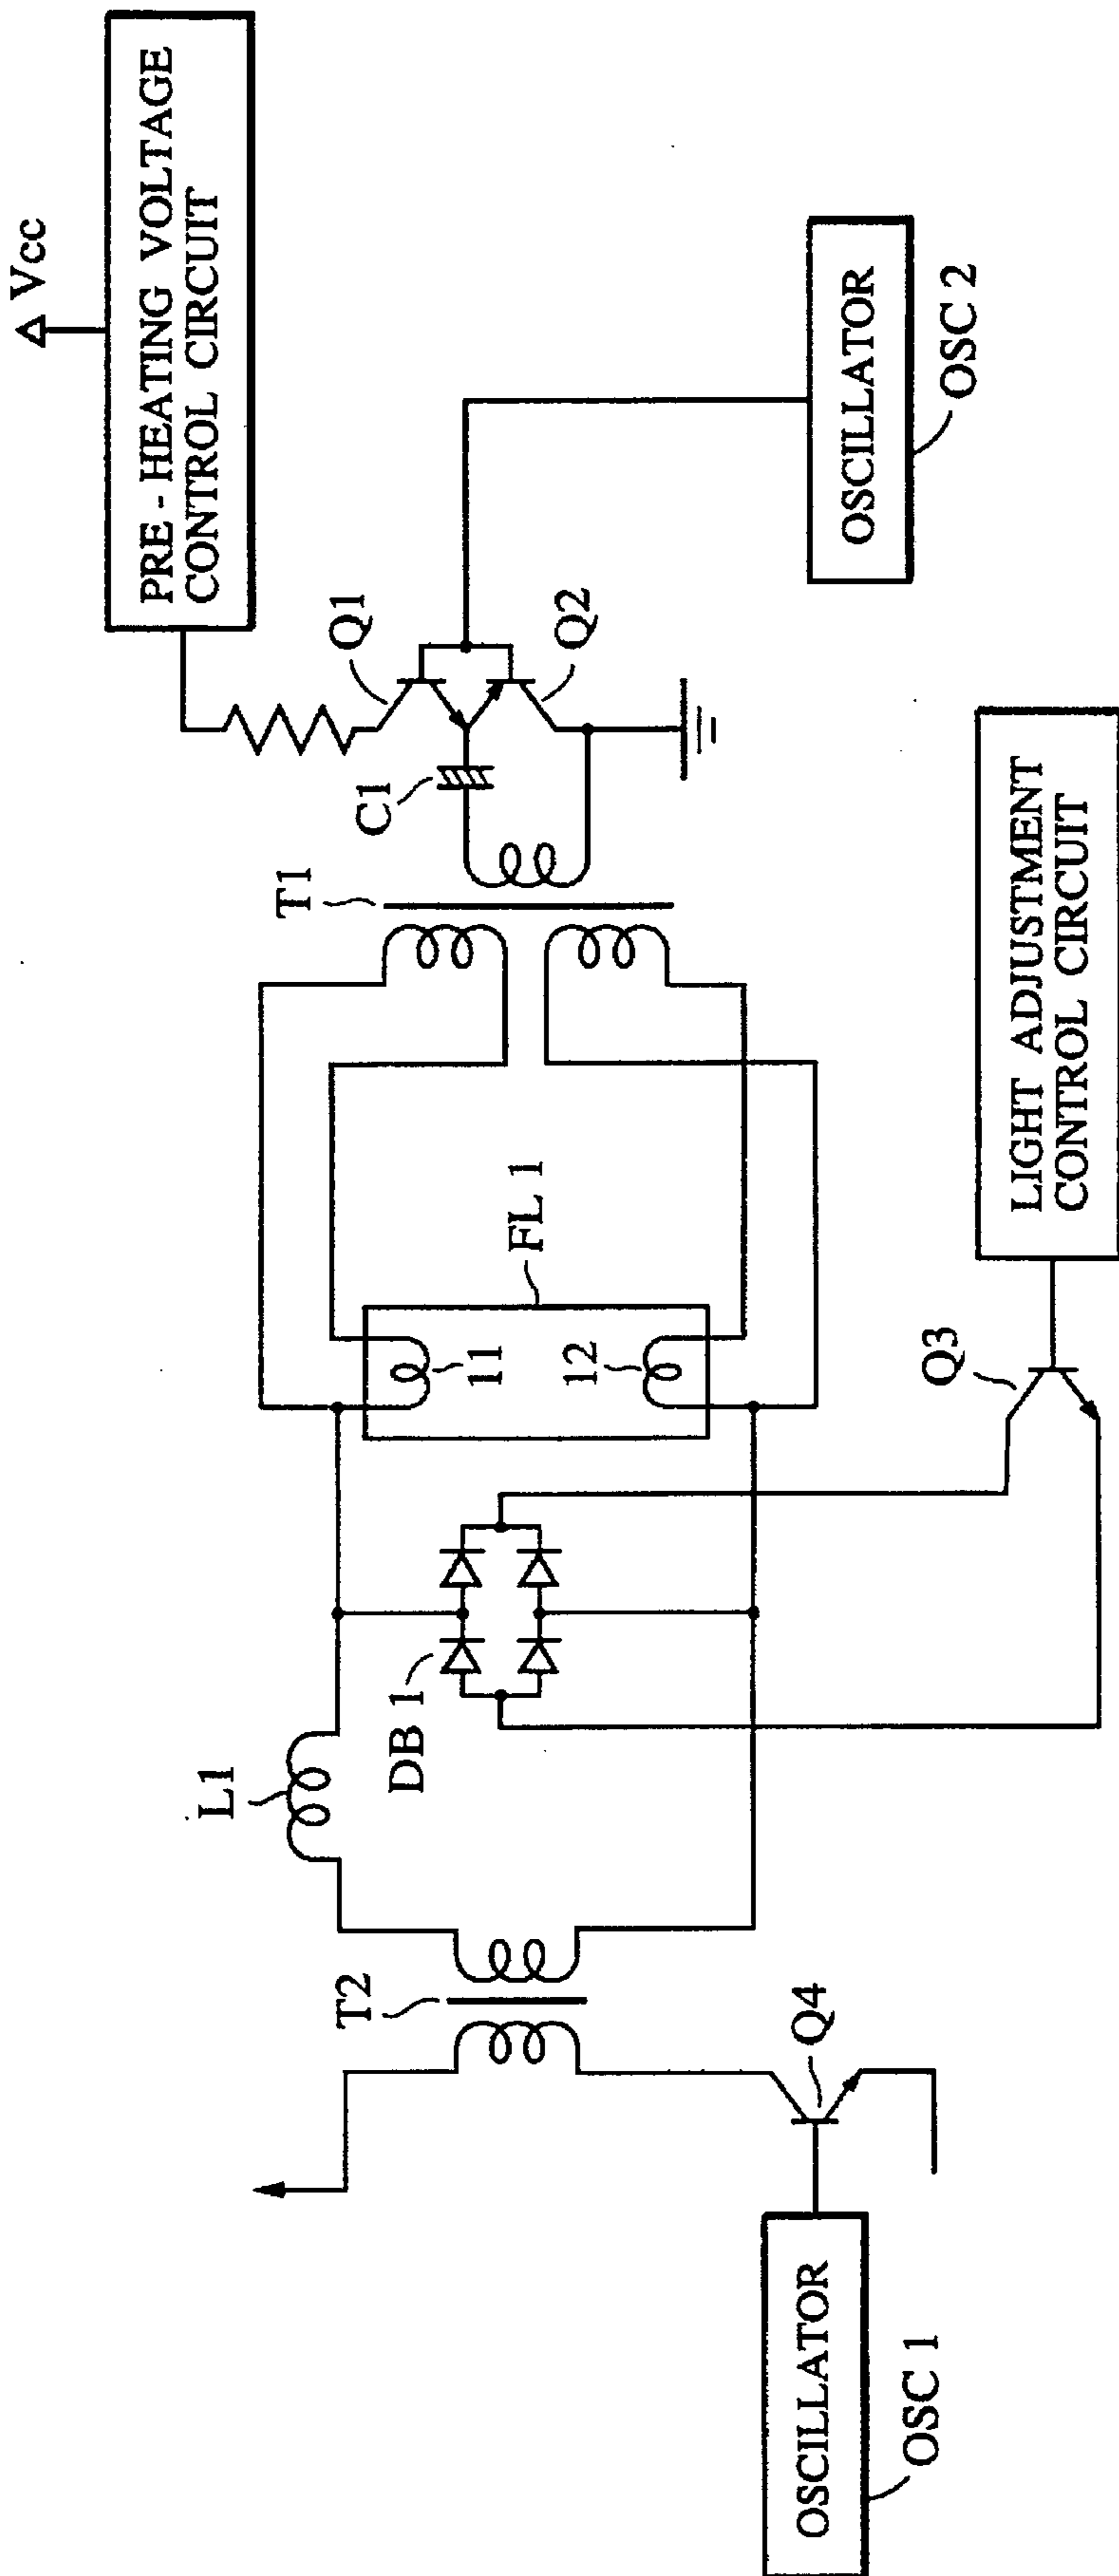 Vcc
PRE - HEATING VOLTAGE
CONTROL CIRCUIT
Q1
Q2
C1
OSCILLATOR
OSC 2
T1
LIGHT ADJUSTMENT
CONTROL CIRCUIT
FL 1
11
12
Q3
DB 1
L1
T2
Q4
OSCILLATOR
OSC 1